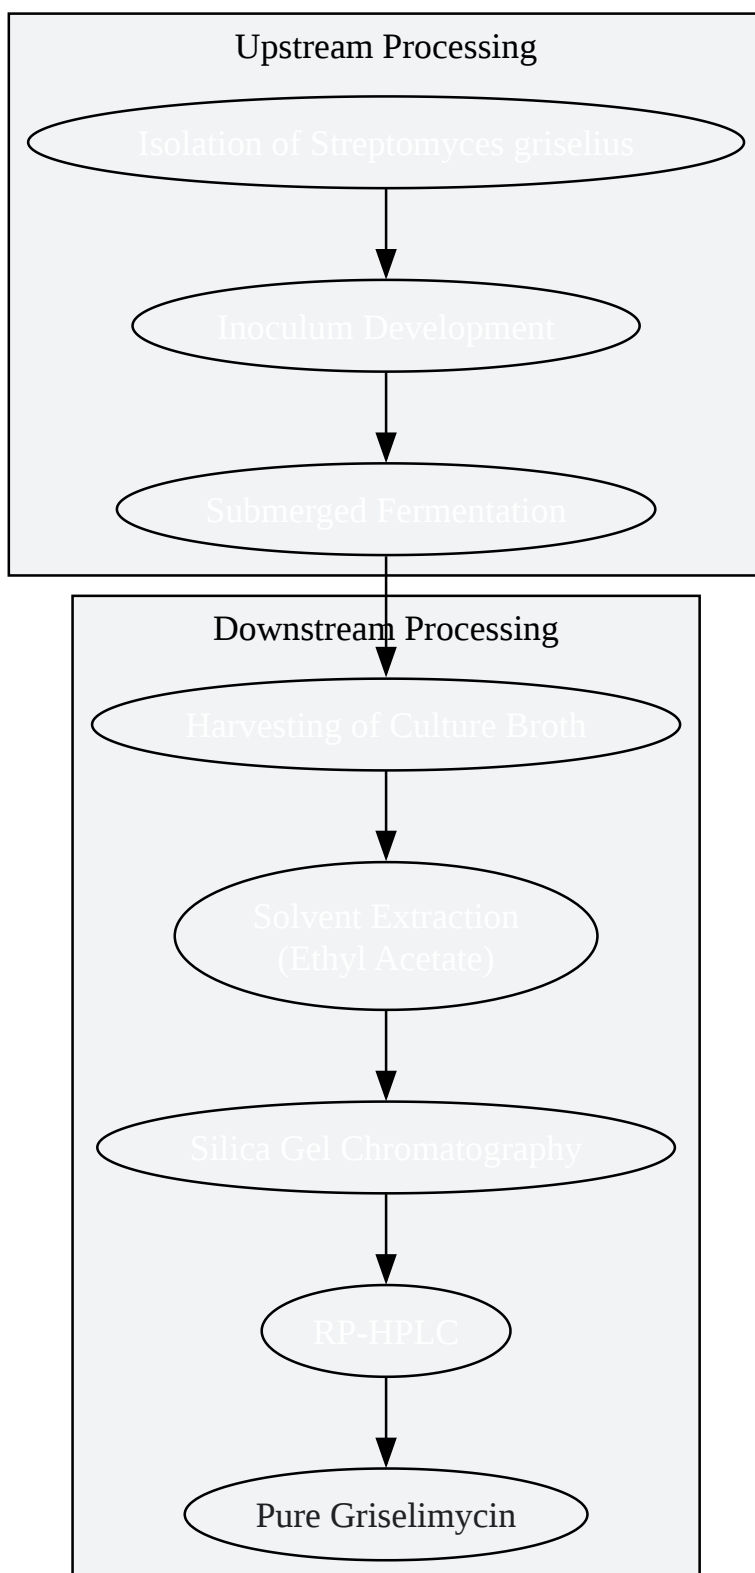 Upstream Processing
Isolation of Streptomyces griselius
Inoculum Development
Submerged Fermentation
Downstream Processing
Harvesting of Culture Broth
Solvent Extraction
(Ethyl Acetate)
Silica Gel Chromatography
RP-HPLC
Pure Griselimycin